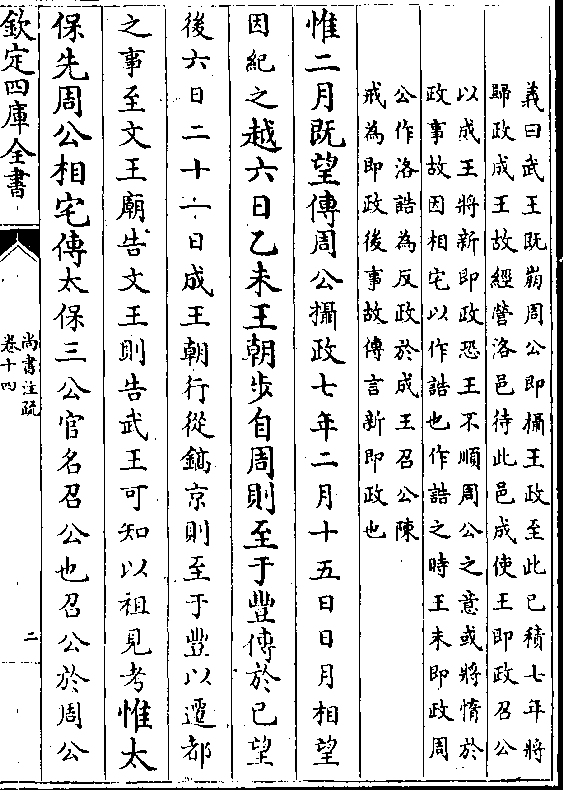 義曰武王既崩周公即攝王政至此已積七年將
歸政成王故經營洛邑待此邑成使王即政召公
以成王將新即政恐王不順周公之意或將惰於
政事故因相宅以作誥也作誥之時王未即政周
公作洛誥為反政於成王召公陳
戒為即政後事故傳言新即政也
惟二月既望傳周公攝政七年二月十五日日月相望
因紀之越六日乙未王朝步自周則至于豐傳於已望
後六日二十一日成王朝行從鎬京則至于豐以遷都
之事至文王廟告文王則告武王可知以祖見考惟太
保先周公相宅傳太保三公官名召公也召公於周公
欽定四庫全書
尚書注疏
卷十四
二